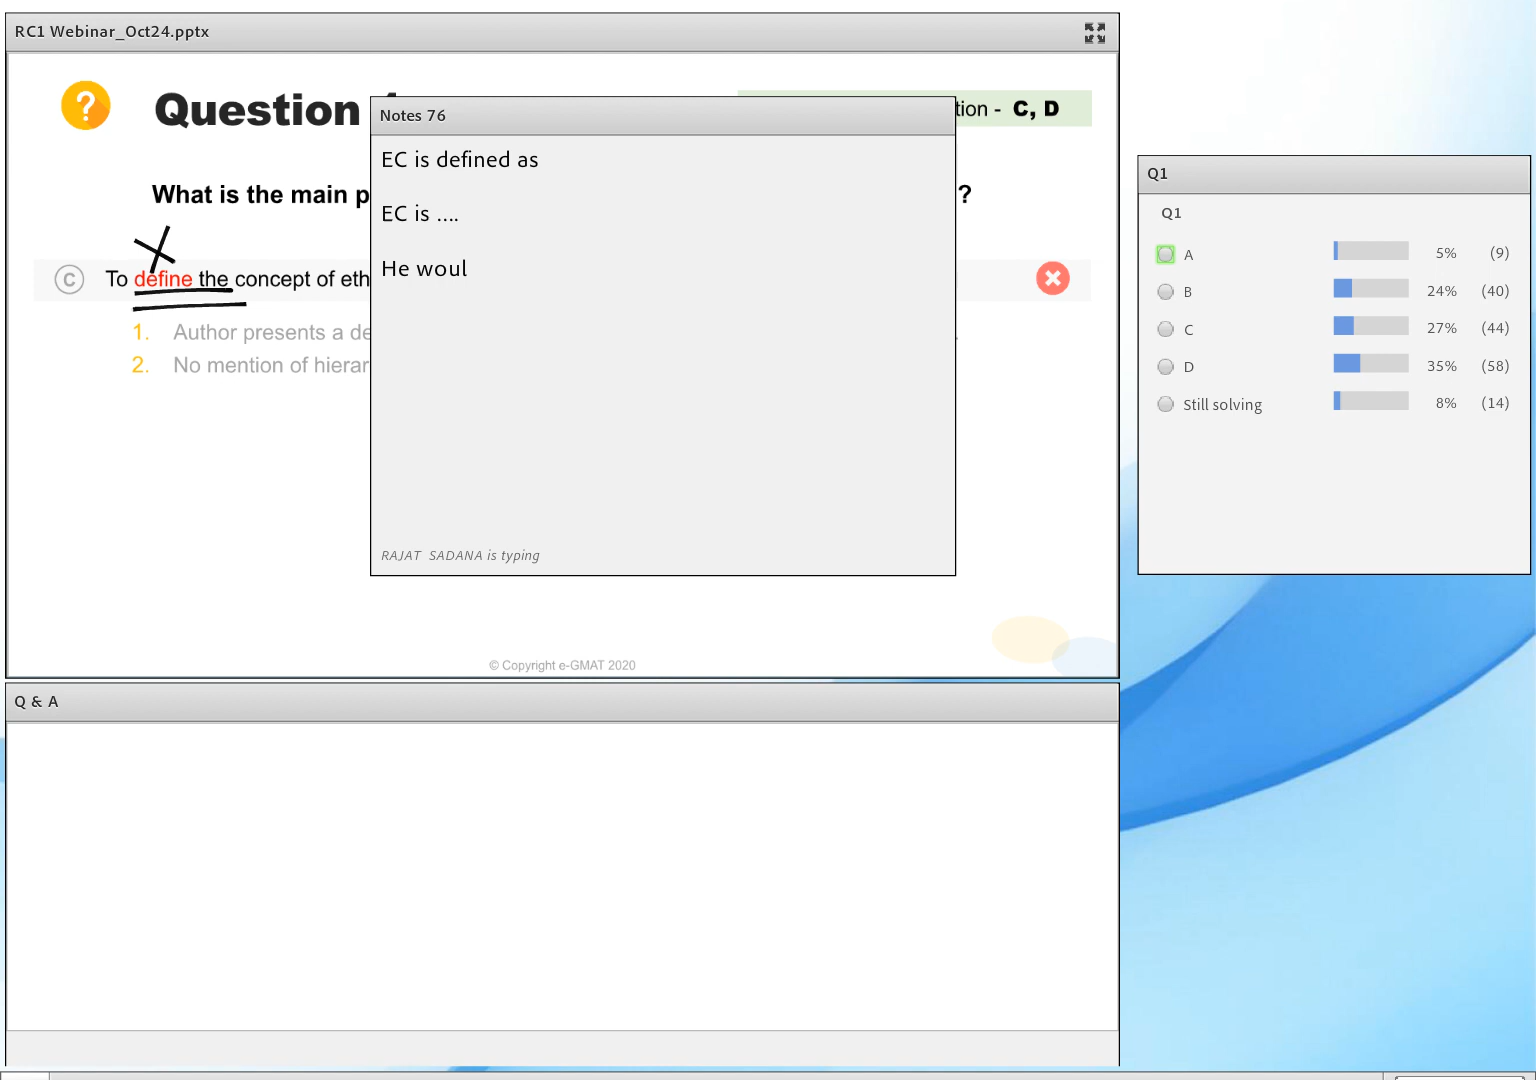 RC1 Webinar_Oct24.pptx
?
Question
tion - C, D
What is the main p
?
C
To define the concept of eth
1. Author presents a de
2. No mention of hierar
Notes 76
EC is defined as
EC is ....
He woul
RAJAT SADANA is typing
© Copyright e-GMAT 2020
Q1
Q1
A 5% (9)
B 24% (40)
C 27% (44)
D 35% (58)
Still solving 8% (14)
Q & A